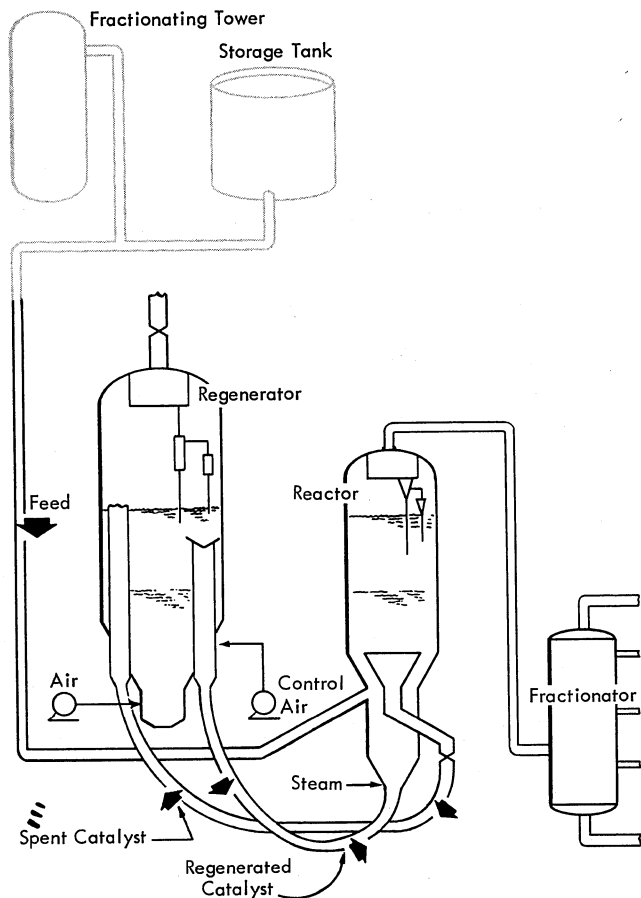 Fractionating Tower
Storage Tank
Regenerator
Reactor
Feed
Air
Control
Air
Fractionator
Steam
Spent Catalyst
Regenerated
Catalyst